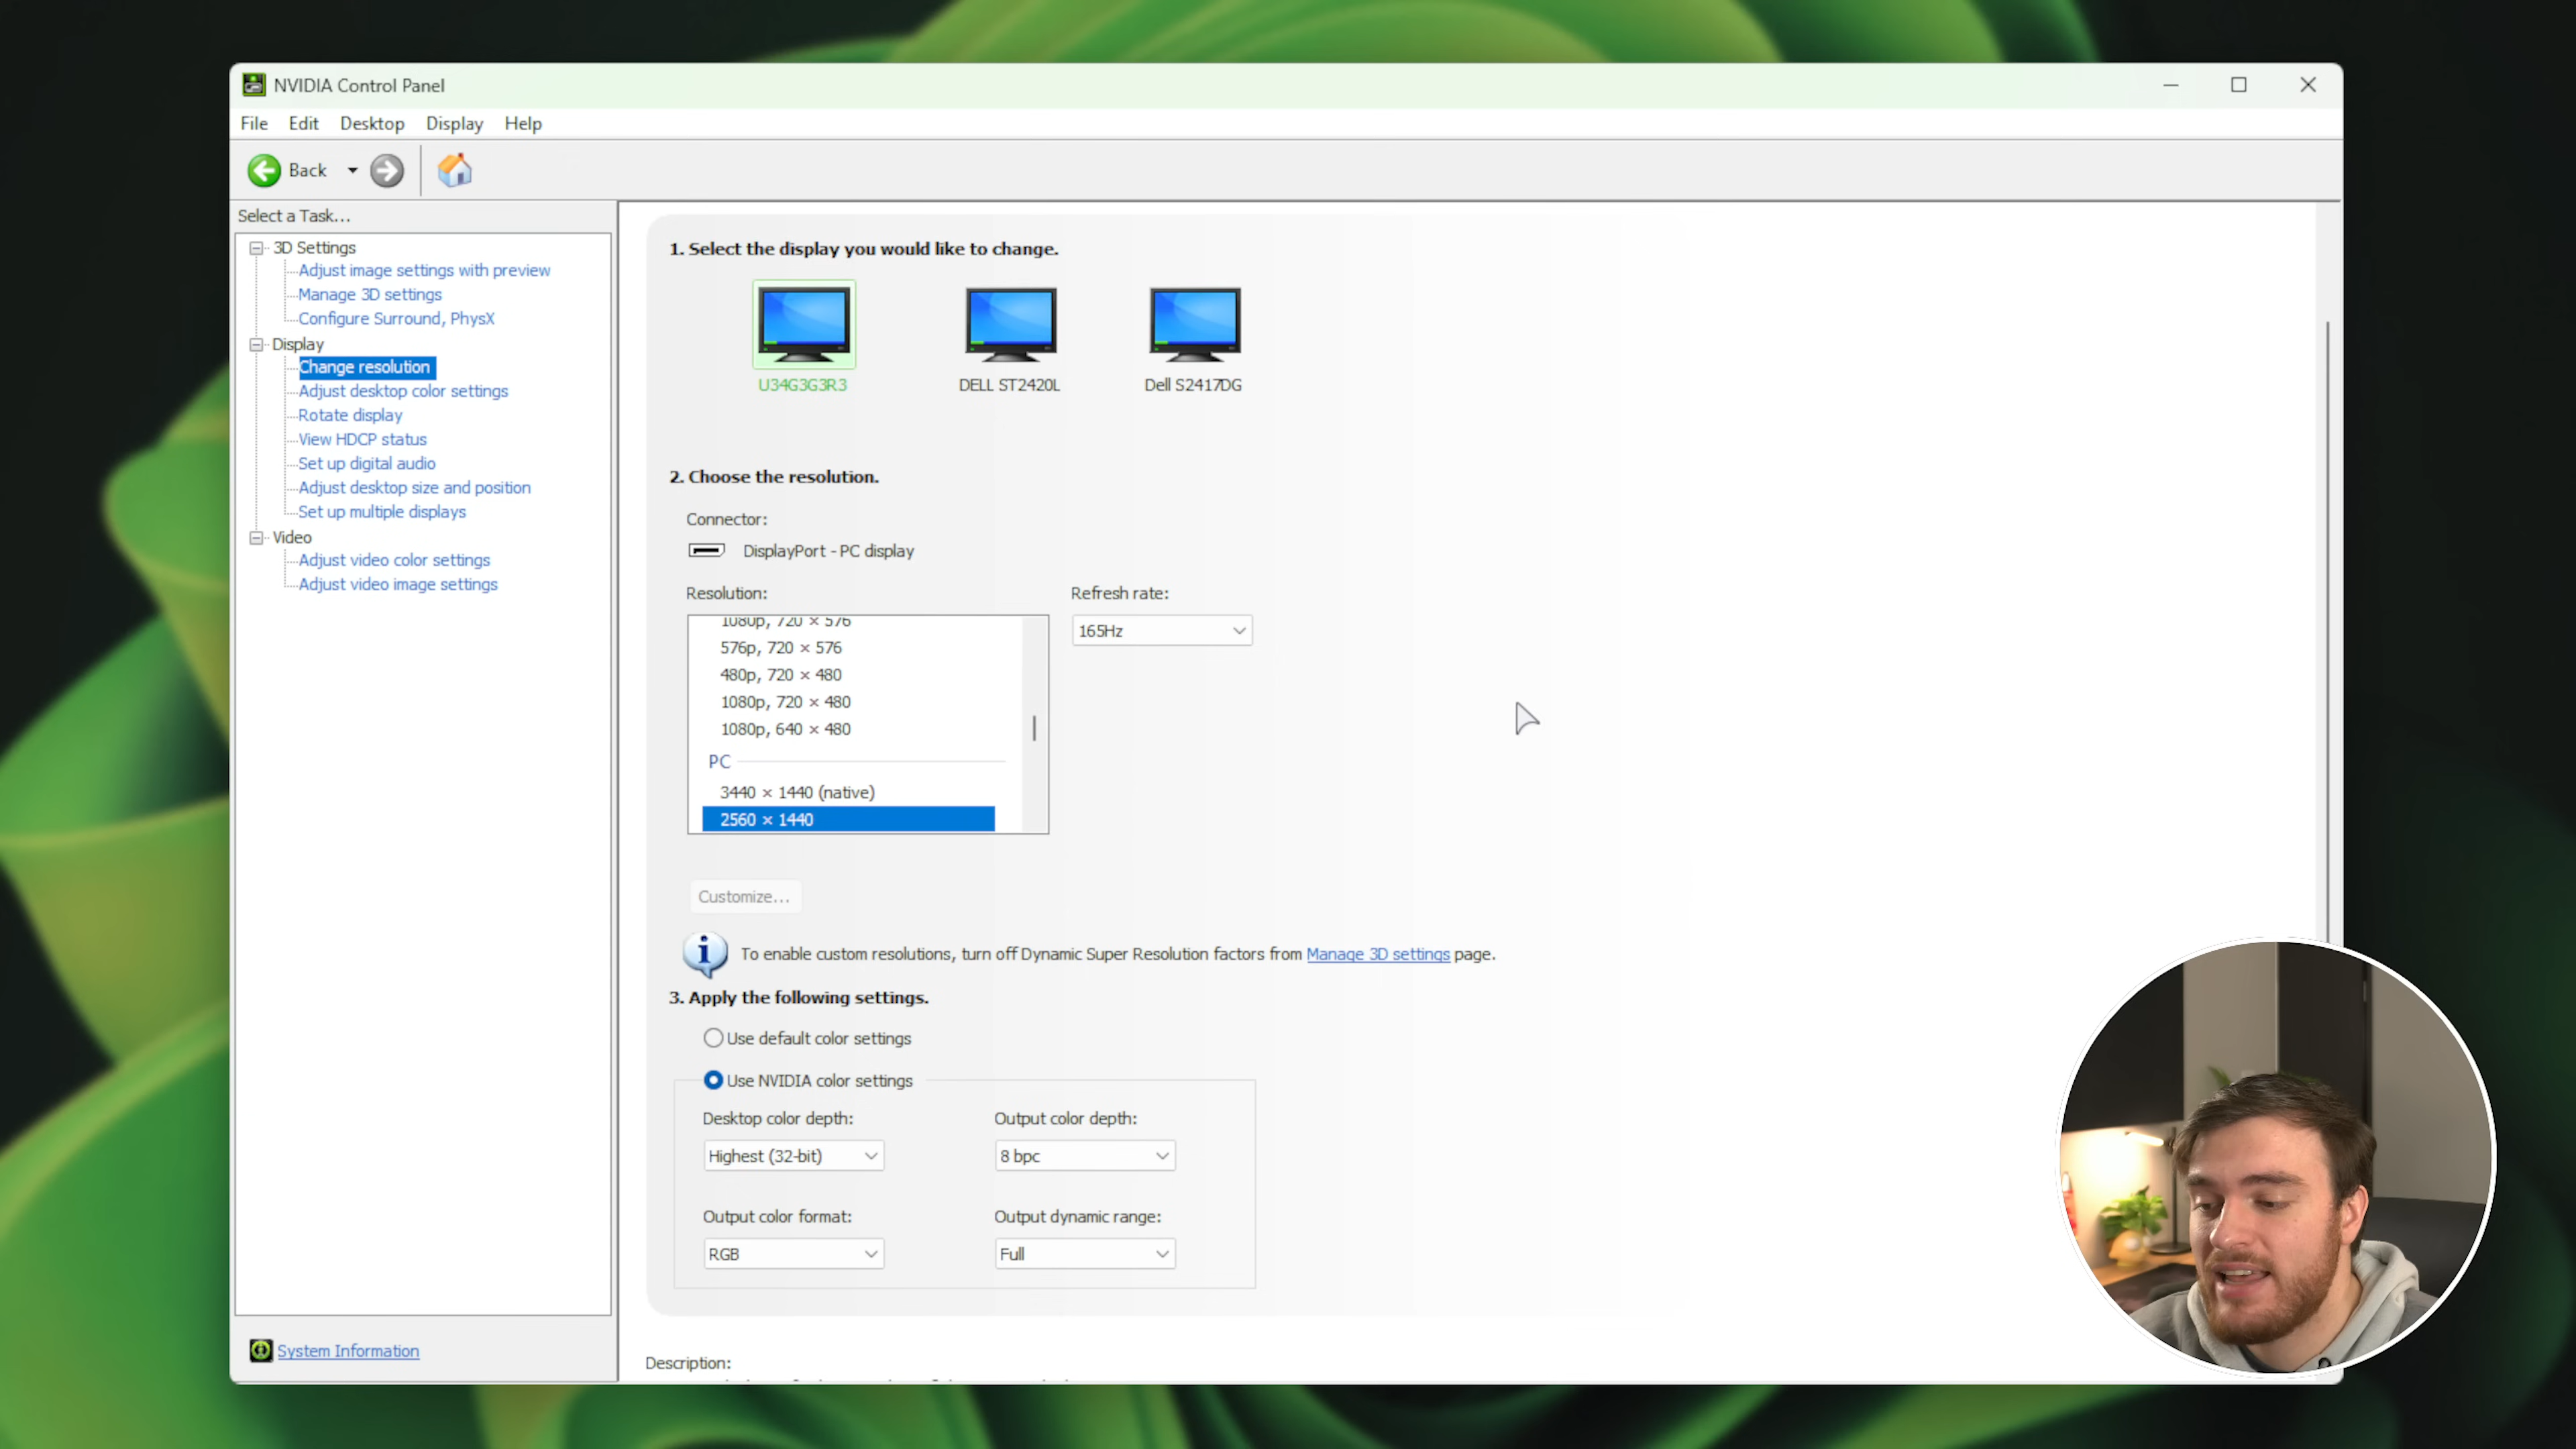 NVIDIA Control Panel
File Edit Desktop Display Help
Back
Select a Task...
3D Settings
Adjust image settings with preview
Manage 3D settings
Configure Surround, PhysX
Display
Change resolution
Adjust desktop color settings
Rotate display
View HDCP status
Set up digital audio
Adjust desktop size and position
Set up multiple displays
Video
Adjust video color settings
Adjust video image settings
System Information
1. Select the display you would like to change.
U34G3G3R3 DELL ST2420L Dell S2417DG
2. Choose the resolution.
Connector:
DisplayPort - PC display
Resolution: Refresh rate:
165Hz
1080p, 720 × 576
576p, 720 × 576
480p, 720 × 480
1080p, 720 × 480
1080p, 640 × 480
PC
3440 × 1440 (native)
2560 × 1440
Customize...
To enable custom resolutions, turn off Dynamic Super Resolution factors from Manage 3D settings page.
3. Apply the following settings.
Use default color settings
Use NVIDIA color settings
Desktop color depth: Output color depth:
Highest (32-bit) 8 bpc
Output color format: Output dynamic range:
RGB Full
Description: